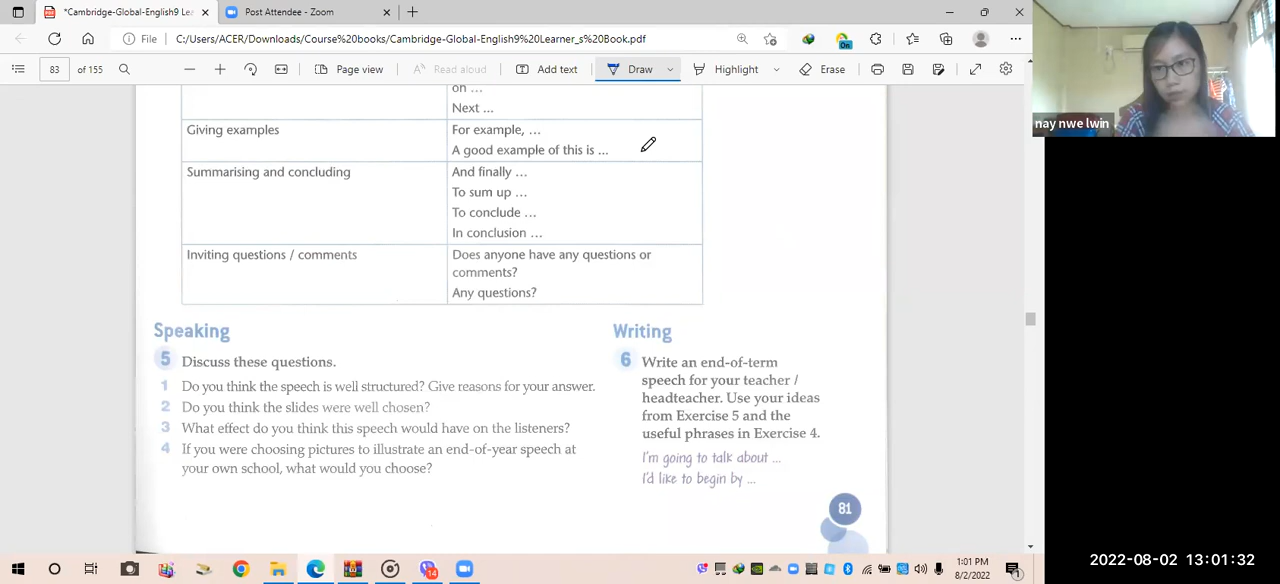 *Cambridge-Global-English9 Lea
Post Attendee - Zoom
File
C:/Users/ACER/Downloads/Course%20books/Cambridge-Global-English9%20Learner_s%20Book.pdf
83 of 155
Page view
Read aloud
Add text
Draw
Highlight
Erase
nay nwe lwin
on ...
Next ...
Giving examples
For example, ...
A good example of this is ...
Summarising and concluding
And finally ...
To sum up ...
To conclude ...
In conclusion ...
Inviting questions / comments
Does anyone have any questions or
comments?
Any questions?
Speaking
5 Discuss these questions.
1 Do you think the speech is well structured? Give reasons for your answer.
2 Do you think the slides were well chosen?
3 What effect do you think this speech would have on the listeners?
4 If you were choosing pictures to illustrate an end-of-year speech at
your own school, what would you choose?
Writing
6 Write an end-of-term
speech for your teacher /
headteacher. Use your ideas
from Exercise 5 and the
useful phrases in Exercise 4.
I'm going to talk about ...
I'd like to begin by ...
81
14
1:01 PM
8/2/2022
1
2022-08-02 13:01:32